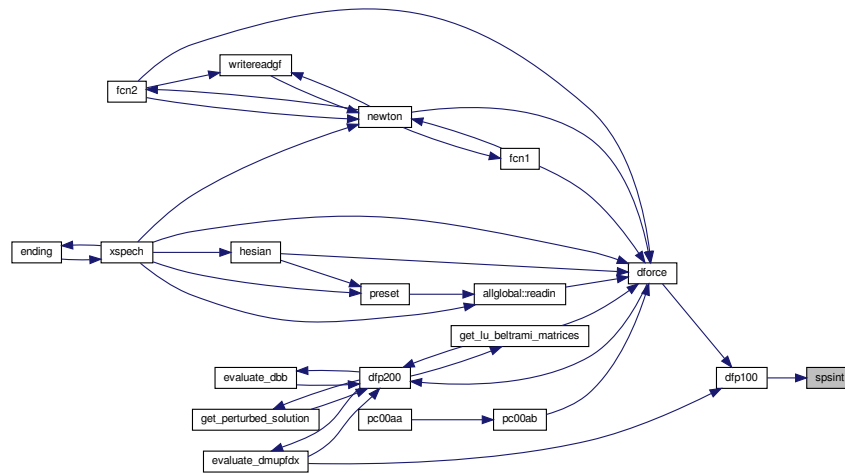 writereadgf
fcn2
newton
fcn1
ending
xspech
hesian
dforce
preset
allglobal::readin
get_lu_beltrami_matrices
evaluate_dbb
dfp200
dfp100
spsint
get_perturbed_solution
pc00aa
pc00ab
evaluate_dmupfdx